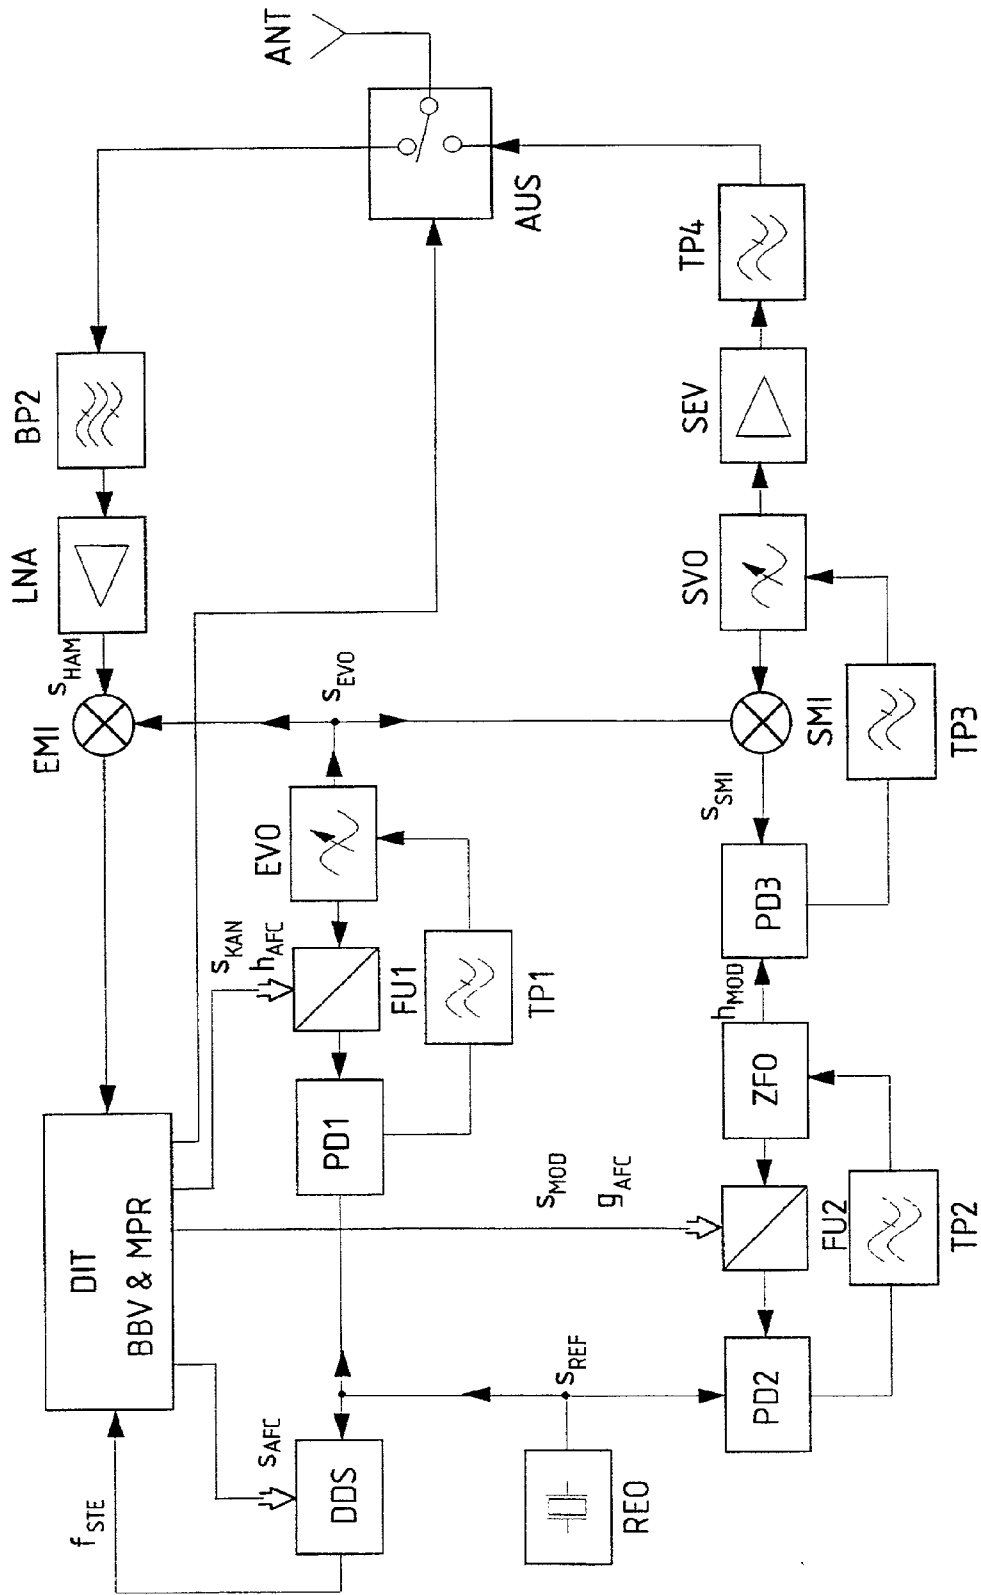 ANT
AUS
BP2
LNA
s_HAM
EMI
DIT
BBV & MPR
f_STE
s_AFC
DDS
s_REF
REO
s_EVO
EVO
s_KAN
h_AFC
FU1
TP1
PD1
s_MOD
g_AFC
TP4
SEV
SVO
SMI
TP3
s_SMI
PD3
h_MOD
ZFO
FU2
TP2
PD2